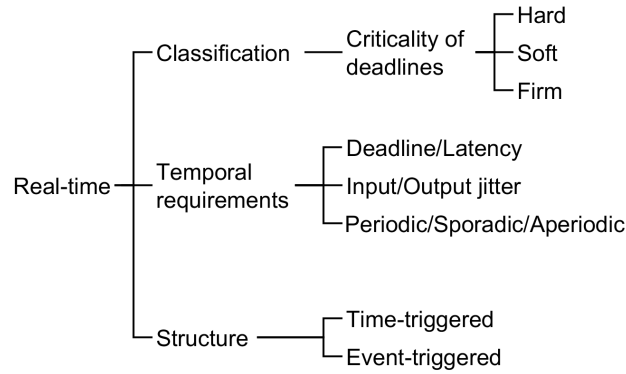 Real-time
Classification
Criticality of
deadlines
Hard
Soft
Firm
Temporal
requirements
Deadline/Latency
Input/Output jitter
Periodic/Sporadic/Aperiodic
Structure
Time-triggered
Event-triggered